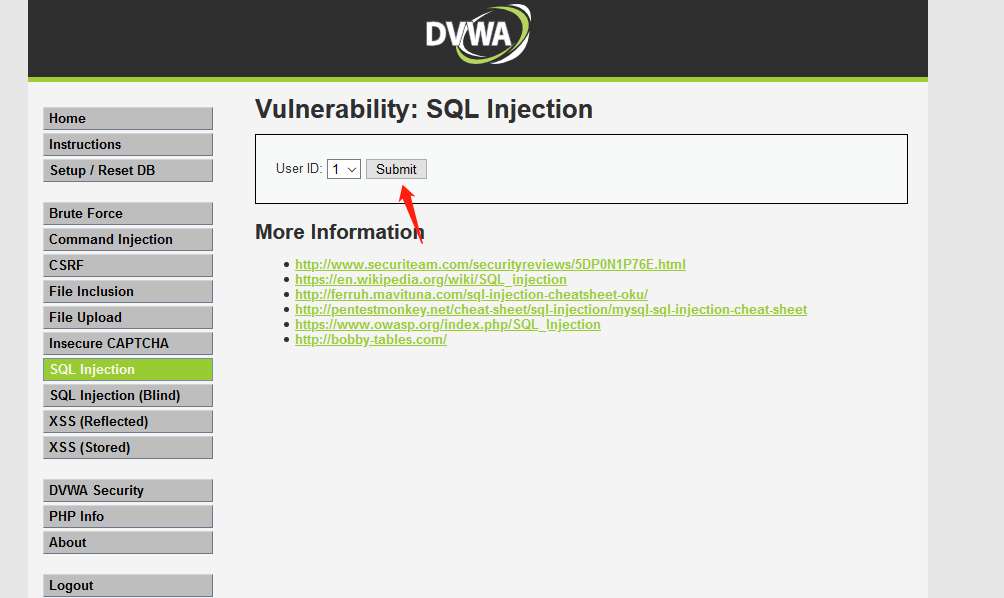 DVWA
Vulnerability: SQL Injection
Home
Instructions
Setup / Reset DB
Brute Force
Command Injection
CSRF
File Inclusion
File Upload
Insecure CAPTCHA
SQL Injection
SQL Injection (Blind)
XSS (Reflected)
XSS (Stored)
DVWA Security
PHP Info
About
Logout
User ID: 1 Submit
More Information
http://www.securiteam.com/securityreviews/5DP0N1P76E.html
https://en.wikipedia.org/wiki/SQL_injection
http://ferruh.mavituna.com/sql-injection-cheatsheet-oku/
http://pentestmonkey.net/cheat-sheet/sql-injection/mysql-sql-injection-cheat-sheet
https://www.owasp.org/index.php/SQL_Injection
http://bobby-tables.com/